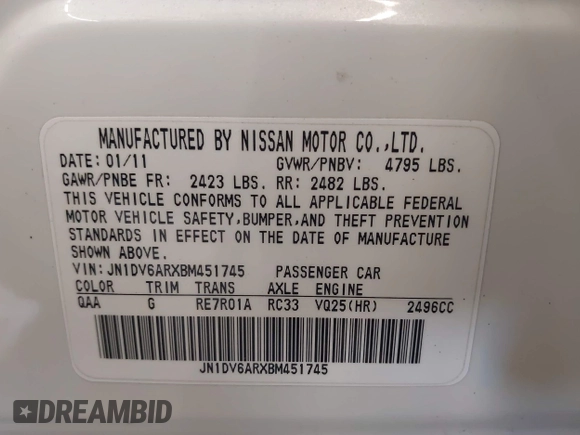 MANUFACTURED BY NISSAN MOTOR CO.,LTD.
DATE: 01/11 GVWR/PNBV: 4795 LBS.
GAWR/PNBE FR: 2423 LBS. RR: 2482 LBS.
THIS VEHICLE CONFORMS TO ALL APPLICABLE FEDERAL
MOTOR VEHICLE SAFETY,BUMPER,AND THEFT PREVENTION
STANDARDS IN EFFECT ON THE DATE OF MANUFACTURE
SHOWN ABOVE.
VIN: JN1DV6ARXBM451745 PASSENGER CAR
COLOR TRIM TRANS AXLE ENGINE
QAA G RE7R01A RC33 VQ25(HR) 2496CC
JN1DV6ARXBM451745
DREAMBID